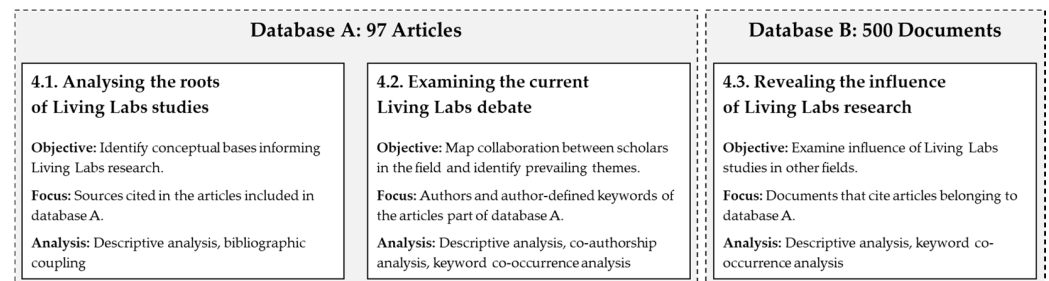 Database A: 97 Articles
4.1. Analysing the roots
of Living Labs studies
Objective: Identify conceptual bases informing
Living Labs research.
Focus: Sources cited in the articles included in
database A.
Analysis: Descriptive analysis, bibliographic
coupling
4.2. Examining the current
Living Labs debate
Objective: Map collaboration between scholars
in the field and identify prevailing themes.
Focus: Authors and author-defined keywords of
the articles part of database A.
Analysis: Descriptive analysis, co-authorship
analysis, keyword co-occurrence analysis
Database B: 500 Documents
4.3. Revealing the influence
of Living Labs research
Objective: Examine influence of Living Labs
studies in other fields.
Focus: Documents that cite articles belonging to
database A.
Analysis: Descriptive analysis, keyword co-
occurrence analysis